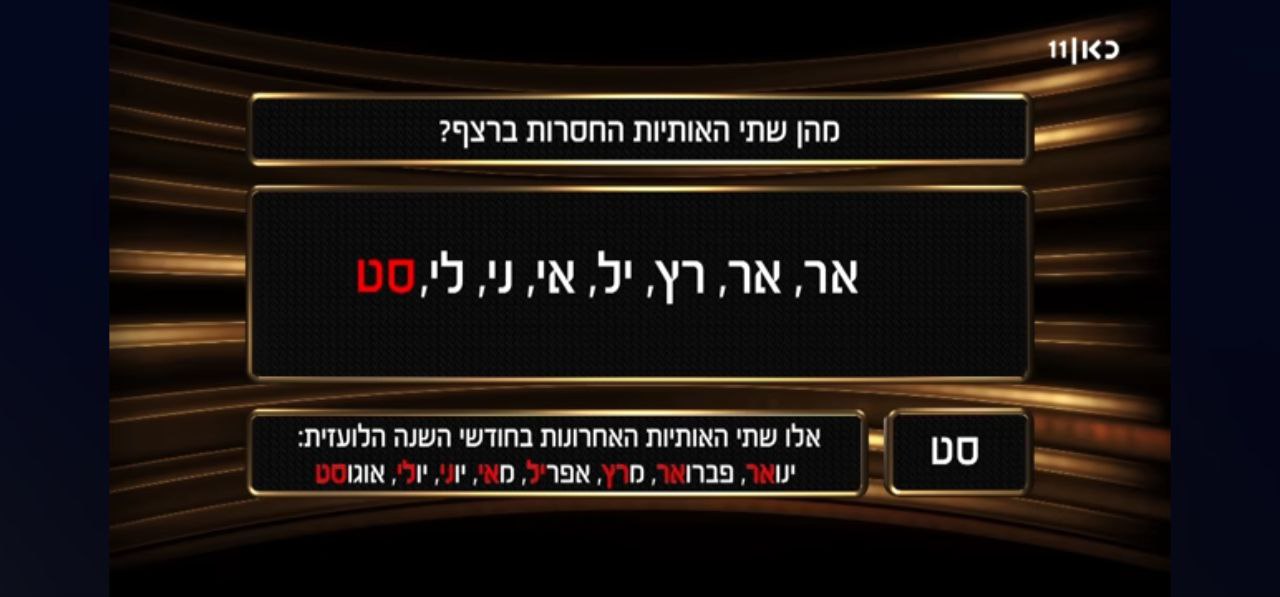 כאן|11
מהן שתי האותיות החסרות ברצף?
אר, אר, רץ, יל, אי, ני, לי,סט
סט
אלו שתי האותיות האחרונות בחודשי השנה הלועזית:
ינואר, פברואר, מרץ, אפריל, מאי, יוני, יולי, אוגוסט